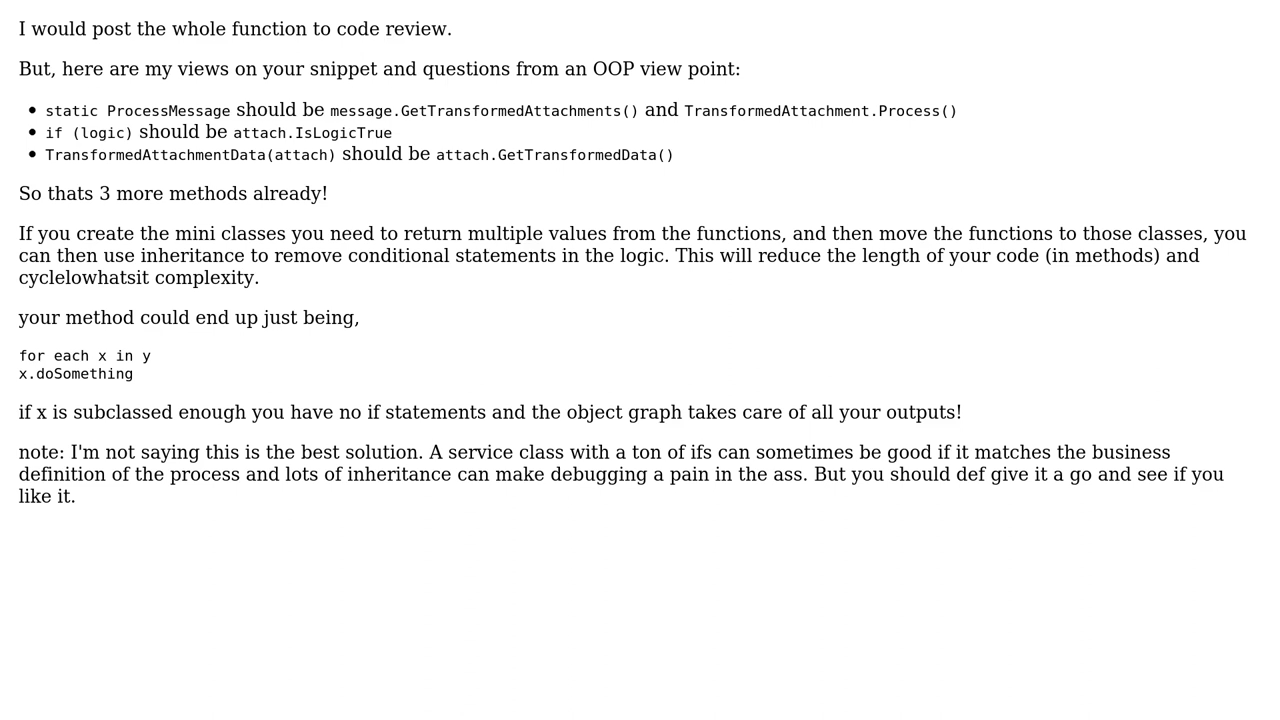 I would post the whole function to code review.
But, here are my views on your snippet and questions from an OOP view point:
• static ProcessMessage should be message.GetTransformedAttachments() and TransformedAttachment.Process()
• if (logic) should be attach.IsLogicTrue
• TransformedAttachmentData(attach) should be attach.GetTransformedData()
So thats 3 more methods already!
If you create the mini classes you need to return multiple values from the functions, and then move the functions to those classes, you
can then use inheritance to remove conditional statements in the logic. This will reduce the length of your code (in methods) and
cyclelowhatsit complexity.
your method could end up just being,
for each x in y
x.doSomething
if x is subclassed enough you have no if statements and the object graph takes care of all your outputs!
note: I'm not saying this is the best solution. A service class with a ton of ifs can sometimes be good if it matches the business
definition of the process and lots of inheritance can make debugging a pain in the ass. But you should def give it a go and see if you
like it.